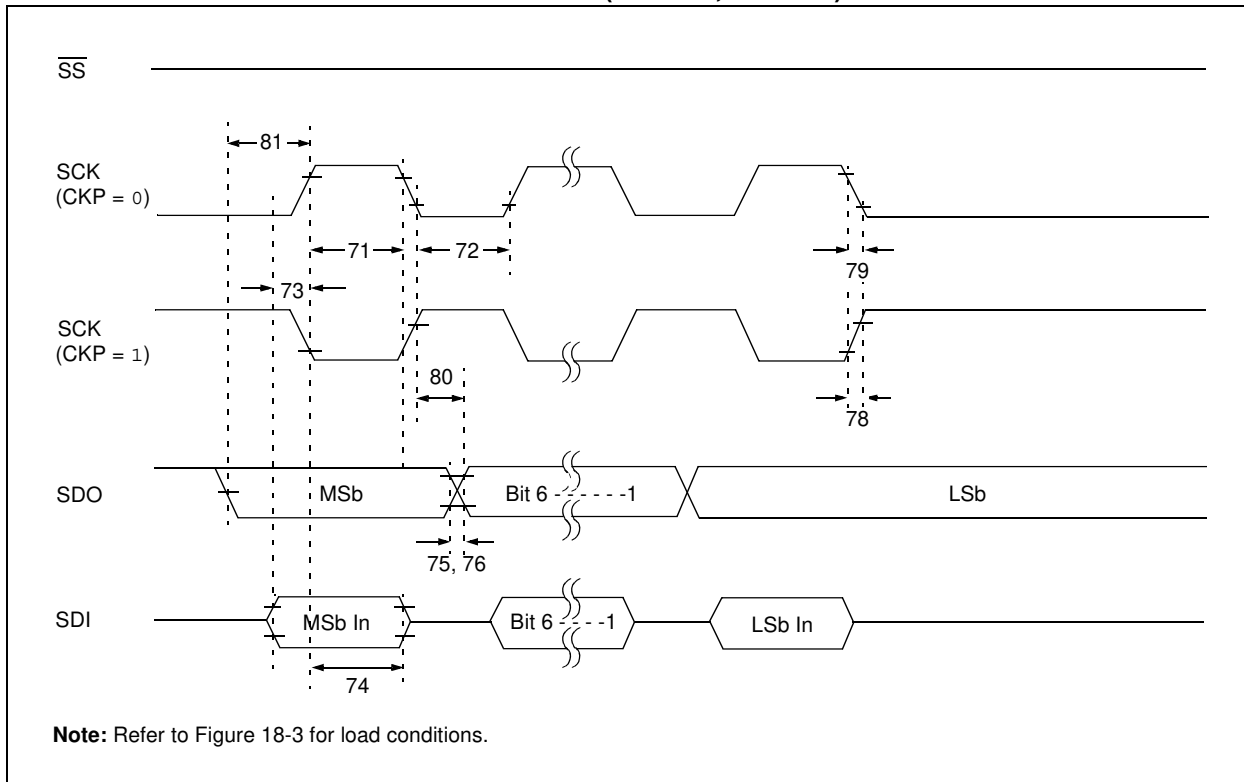 SS
81
SCK
(CKP = 0)
71
72
79
73
SCK
(CKP = 1)
80
78
SDO
MSb
Bit 6 - - - - - -1
LSb
75, 76
SDI
MSb In
Bit 6 - - - -1
LSb In
74
Note: Refer to Figure 18-3 for load conditions.